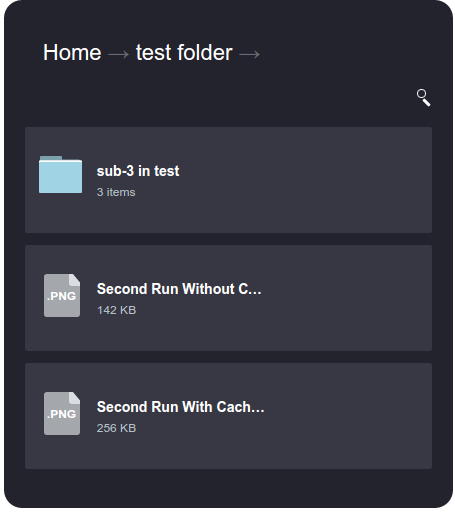 Home → test folder →
sub-3 in test
3 items
.PNG
Second Run Without C...
142 KB
.PNG
Second Run With Cach...
256 KB